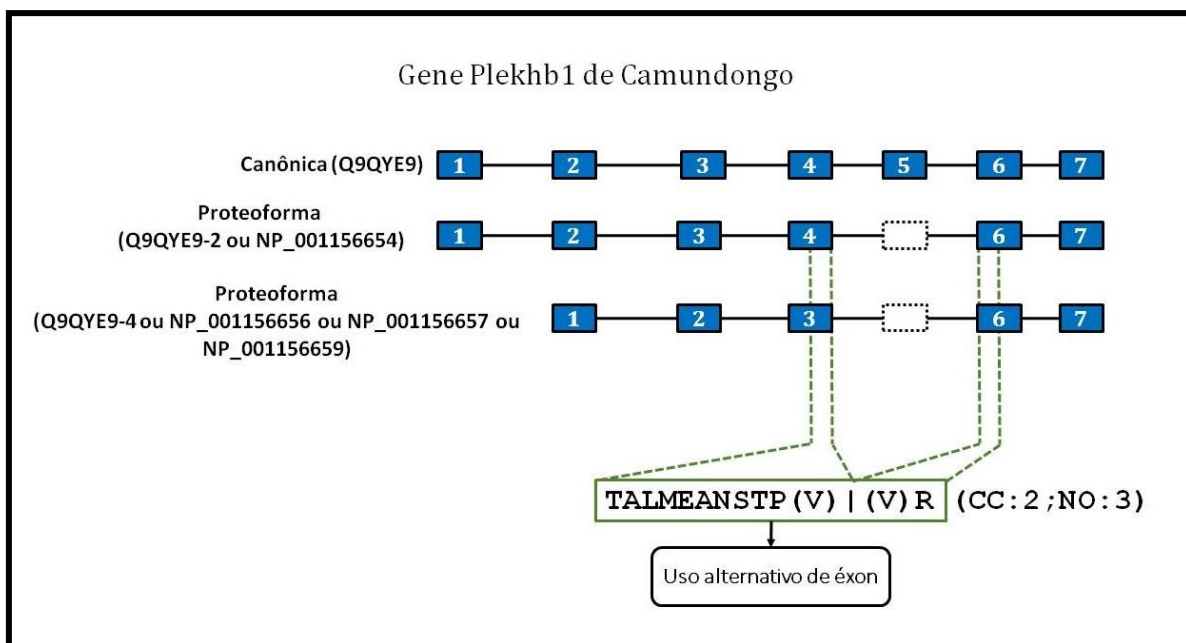 Gene Plekhb1 de Camundongo
Canônica (Q9QYE9)
1 2 3 4 5 6 7
Proteoforma
(Q9QYE9-2 ou NP_001156654)
1 2 3 4 6 7
Proteoforma
(Q9QYE9-4 ou NP_001156656 ou NP_001156657 ou
NP_001156659)
1 2 3 6 7
TALMEANSTP(V)|(V)R (CC:2;NO:3)
Uso alternativo de éxon